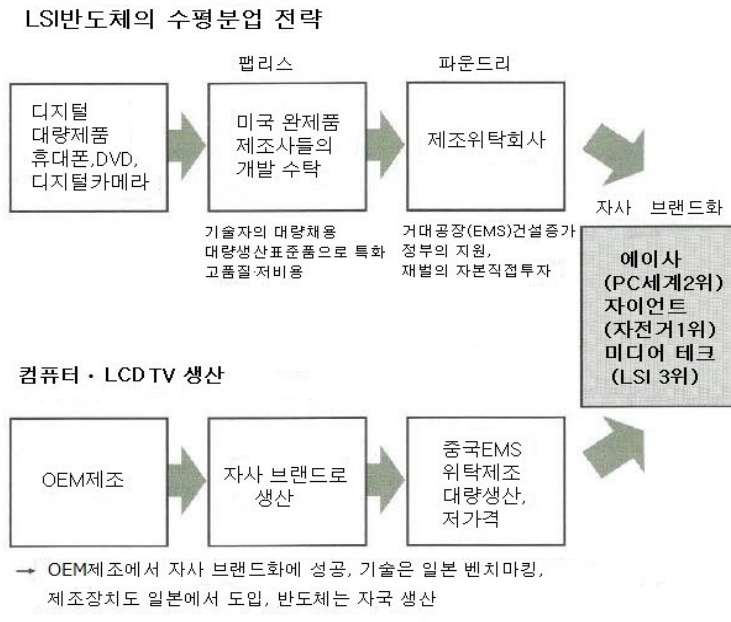 LSI반도체의 수평분업 전략
팹리스
파운드리
디지털
대량제품
휴대폰,DVD,
디지털카메라
미국 완제품
제조사들의
개발 수탁
제조위탁회사
기술자의 대량채용
대량생산표준품으로 특화
고품질·저비용
거대공장(EMS)건설증가
정부의 지원,
재벌의 자본직접투자
자사 브랜드화
에이사
(PC세계2위)
자이언트
(자전거1위)
미디어 테크
(LSI 3위)
컴퓨터・LCD TV 생산
OEM제조
자사 브랜드로
생산
중국EMS
위탁제조
대량생산,
저가격
→ OEM제조에서 자사 브랜드화에 성공, 기술은 일본 벤치마킹,
제조장치도 일본에서 도입, 반도체는 자국 생산